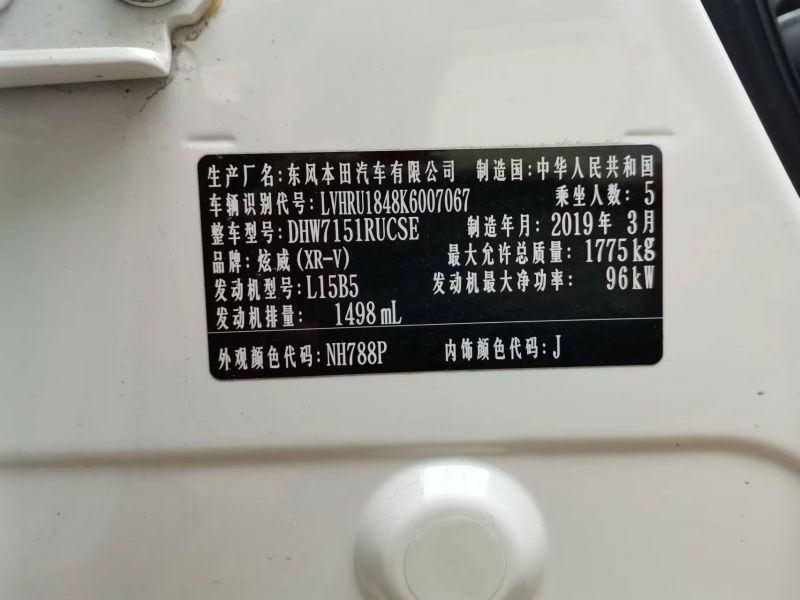 生产厂名:东风本田汽车有限公司 制造国:中华人民共和国
车辆识别代号:LVHRU1848K6007067 乘坐人数:5
整车型号:DHW7151RUCSE 制造年月:2019年 3月
品牌:炫威(XR-V) 最大允许总质量:1775kg
发动机型号:L15B5 发动机最大净功率: 96kW
发动机排量: 1498mL
外观颜色代码:NH788P 内饰颜色代码:J